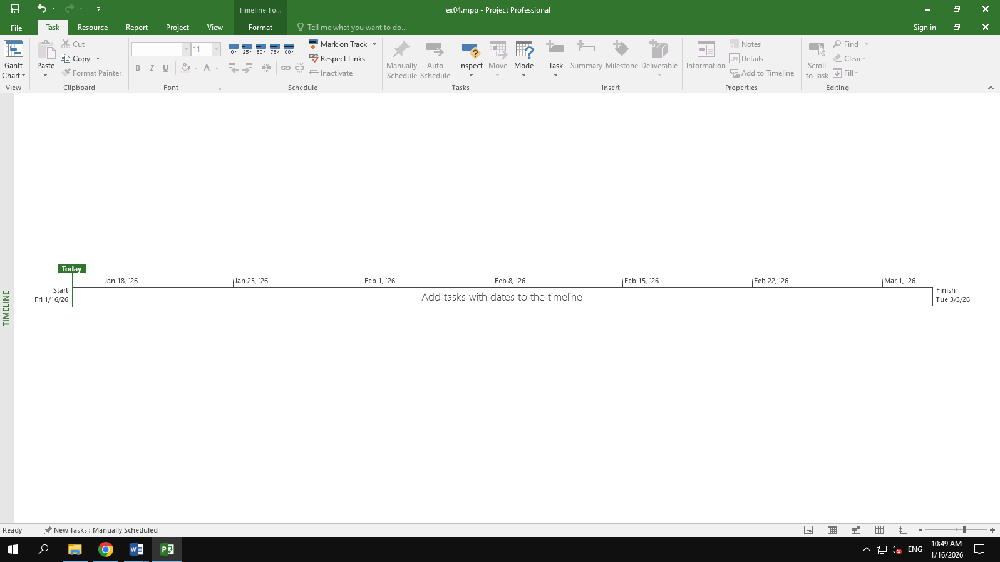 Timeline To...
ex04.mpp - Project Professional
File
Task
Resource
Report
Project
View
Format
Tell me what you want to do...
Sign in
Gantt
Chart
View
Paste
Cut
Copy
Format Painter
Clipboard
11
B I U
A
Font
0%
25%
50%
75%
100%
Mark on Track
Respect Links
Inactivate
Schedule
Manually
Schedule
Auto
Schedule
Inspect
Move
Mode
Tasks
Task
Summary
Milestone
Deliverable
Insert
Information
Notes
Details
Add to Timeline
Properties
Scroll
to Task
Find
Clear
Fill
Editing
TIMELINE
Today
Jan 18, '26
Jan 25, '26
Feb 1, '26
Feb 8, '26
Feb 15, '26
Feb 22, '26
Mar 1, '26
Start
Fri 1/16/26
Add tasks with dates to the timeline
Finish
Tue 3/3/26
Ready
New Tasks : Manually Scheduled
ENG
10:49 AM
1/16/2026